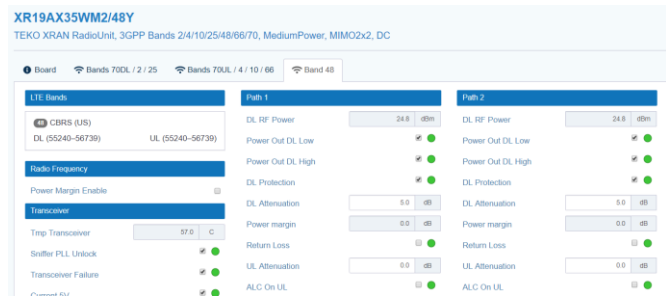 XR19AX35WM2/48Y
TEKO XRAN RadioUnit, 3GPP Bands 2/4/10/25/48/66/70, MediumPower, MIMO2x2, DC
Board Bands 70DL / 2 / 25 Bands 70UL / 4 / 10 / 66 Band 48
LTE Bands
48 CBRS (US)
DL (55240–56739) UL (55240–56739)
Radio Frequency
Power Margin Enable
Transceiver
Tmp Transceiver 57.0 C
Sniffer PLL Unlock
Transceiver Failure
Current 5V
Path 1
DL RF Power 24.6 dBm
Power Out DL Low
Power Out DL High
DL Protection
DL Attenuation 5.0 dB
Power margin 0.0 dB
Return Loss
UL Attenuation 0.0 dB
ALC On UL
Path 2
DL RF Power 24.6 dBm
Power Out DL Low
Power Out DL High
DL Protection
DL Attenuation 5.0 dB
Power margin 0.0 dB
Return Loss
UL Attenuation 0.0 dB
ALC On UL